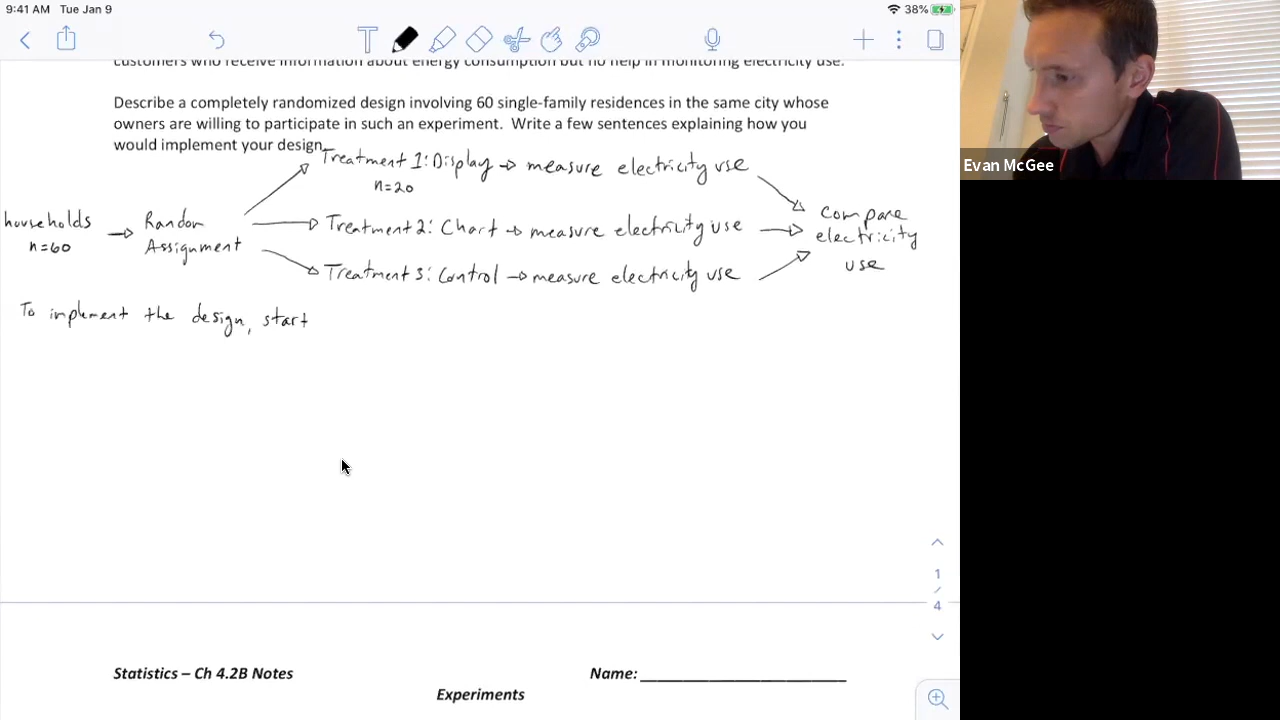 9:41 AM Tue Jan 9
38%
customers who receive information about energy consumption but no help in monitoring electricity use.
Describe a completely randomized design involving 60 single-family residences in the same city whose
owners are willing to participate in such an experiment. Write a few sentences explaining how you
would implement your design.
Treatment 1: Display → measure electricity use
n=20
households → Random
n=60
Assignment
Treatment 2: Chart → measure electricity use
Treatment 3: Control → measure electricity use
Compare
electricity
use
To implement the design, start
1
/
4
Statistics – Ch 4.2B Notes
Name: ________________________
Experiments
Evan McGee